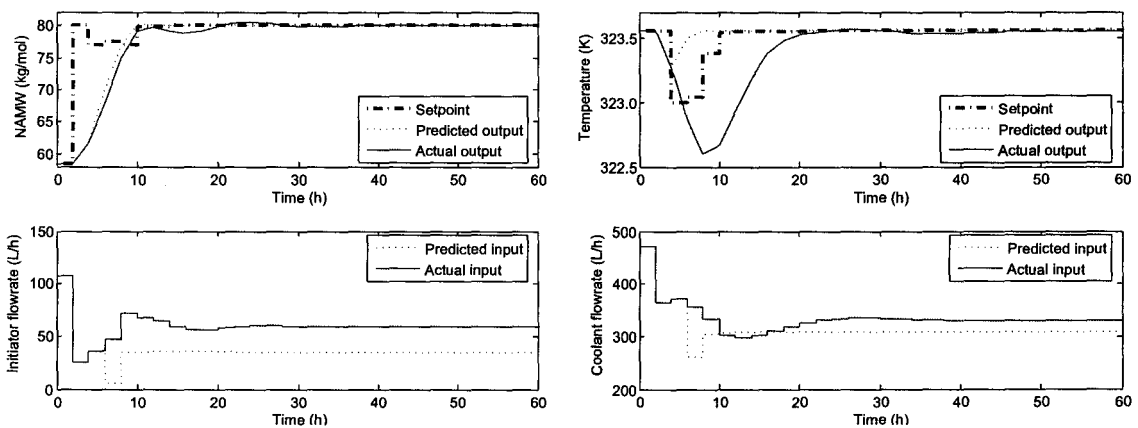 NAMW (kg/mol)
80
75
70
65
60
Setpoint
Predicted output
Actual output
0
10
20
30
40
50
60
Time (h)
Temperature (K)
323.5
323.0
322.5
Setpoint
Predicted output
Actual output
0
10
20
30
40
50
60
Time (h)
Initiator flowrate (L/h)
150
100
50
0
Predicted input
Actual input
0
10
20
30
40
50
60
Time (h)
Coolant flowrate (L/h)
500
400
300
200
Predicted input
Actual input
0
10
20
30
40
50
60
Time (h)